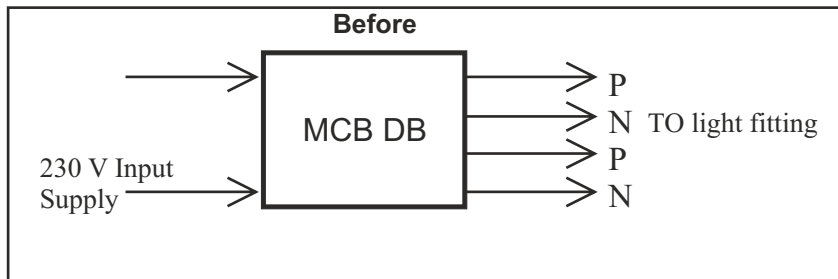 Before
MCB DB
P
N TO light fitting
P
N
230 V Input
Supply